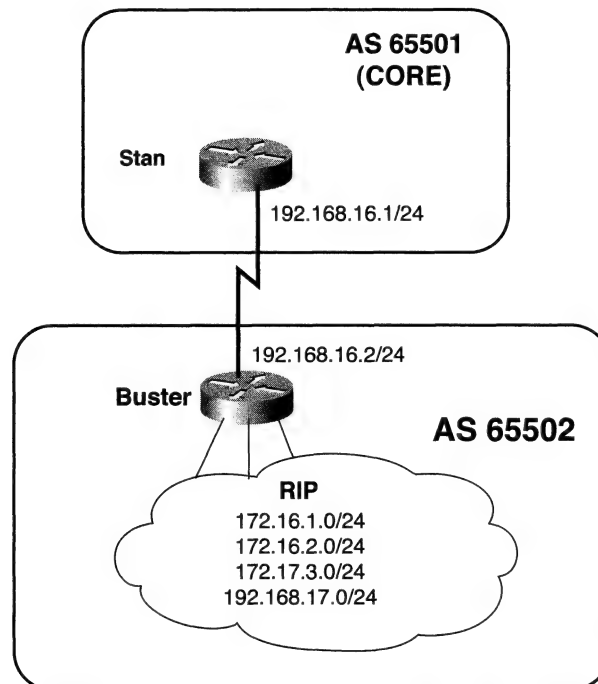 AS 65501
(CORE)
Stan
192.168.16.1/24
192.168.16.2/24
Buster
AS 65502
RIP
172.16.1.0/24
172.16.2.0/24
172.17.3.0/24
192.168.17.0/24